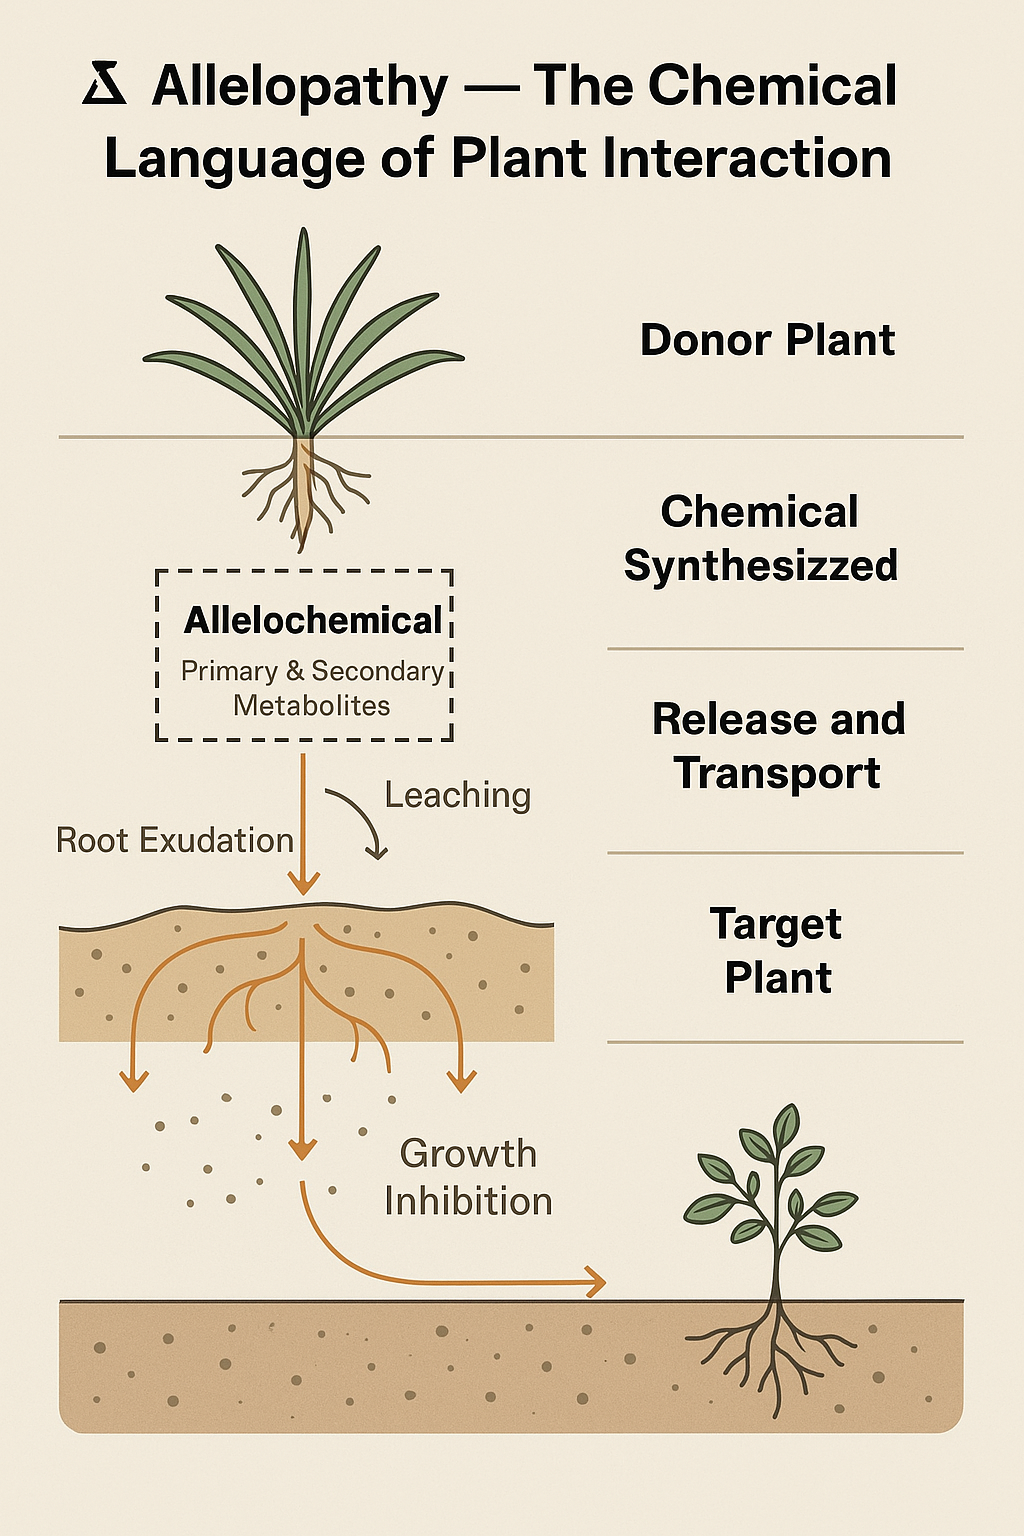 Allelopathy — The Chemical
Language of Plant Interaction
Donor Plant
Chemical
Synthesizzed
Allelochemical
Primary & Secondary
Metabolites
Release and
Transport
Leaching
Root Exudation
Target
Plant
Growth
Inhibition